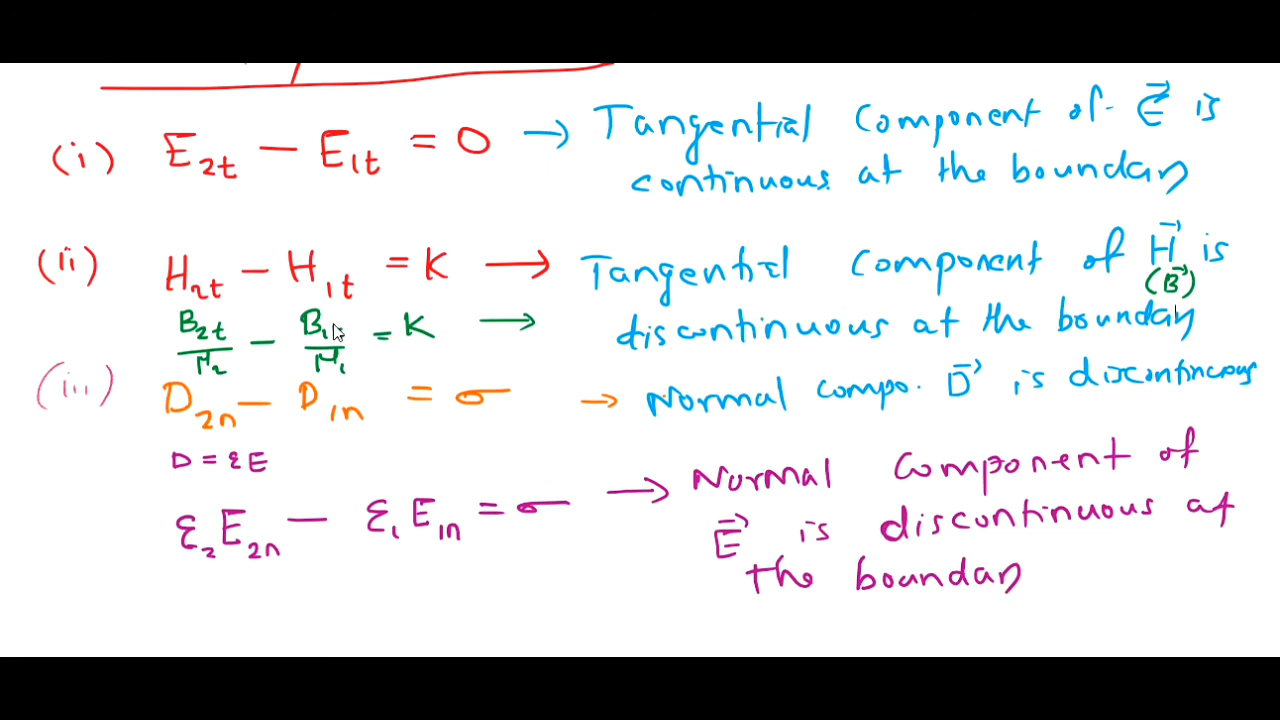 (i) E2t - E1t = 0 → Tangential component of E⃗ is
continuous at the boundary
(ii) H2t - H1t = K → Tangential component of H⃗ is
(B⃗)
B2t/μ2 - B1t/μ1 = K → discontinuous at the boundary
(iii) D2n - D1n = σ → Normal compo. D⃗ is discontinuous
D = εE
ε2E2n - ε1E1n = σ → Normal component of
E⃗ is discontinuous at
the boundary